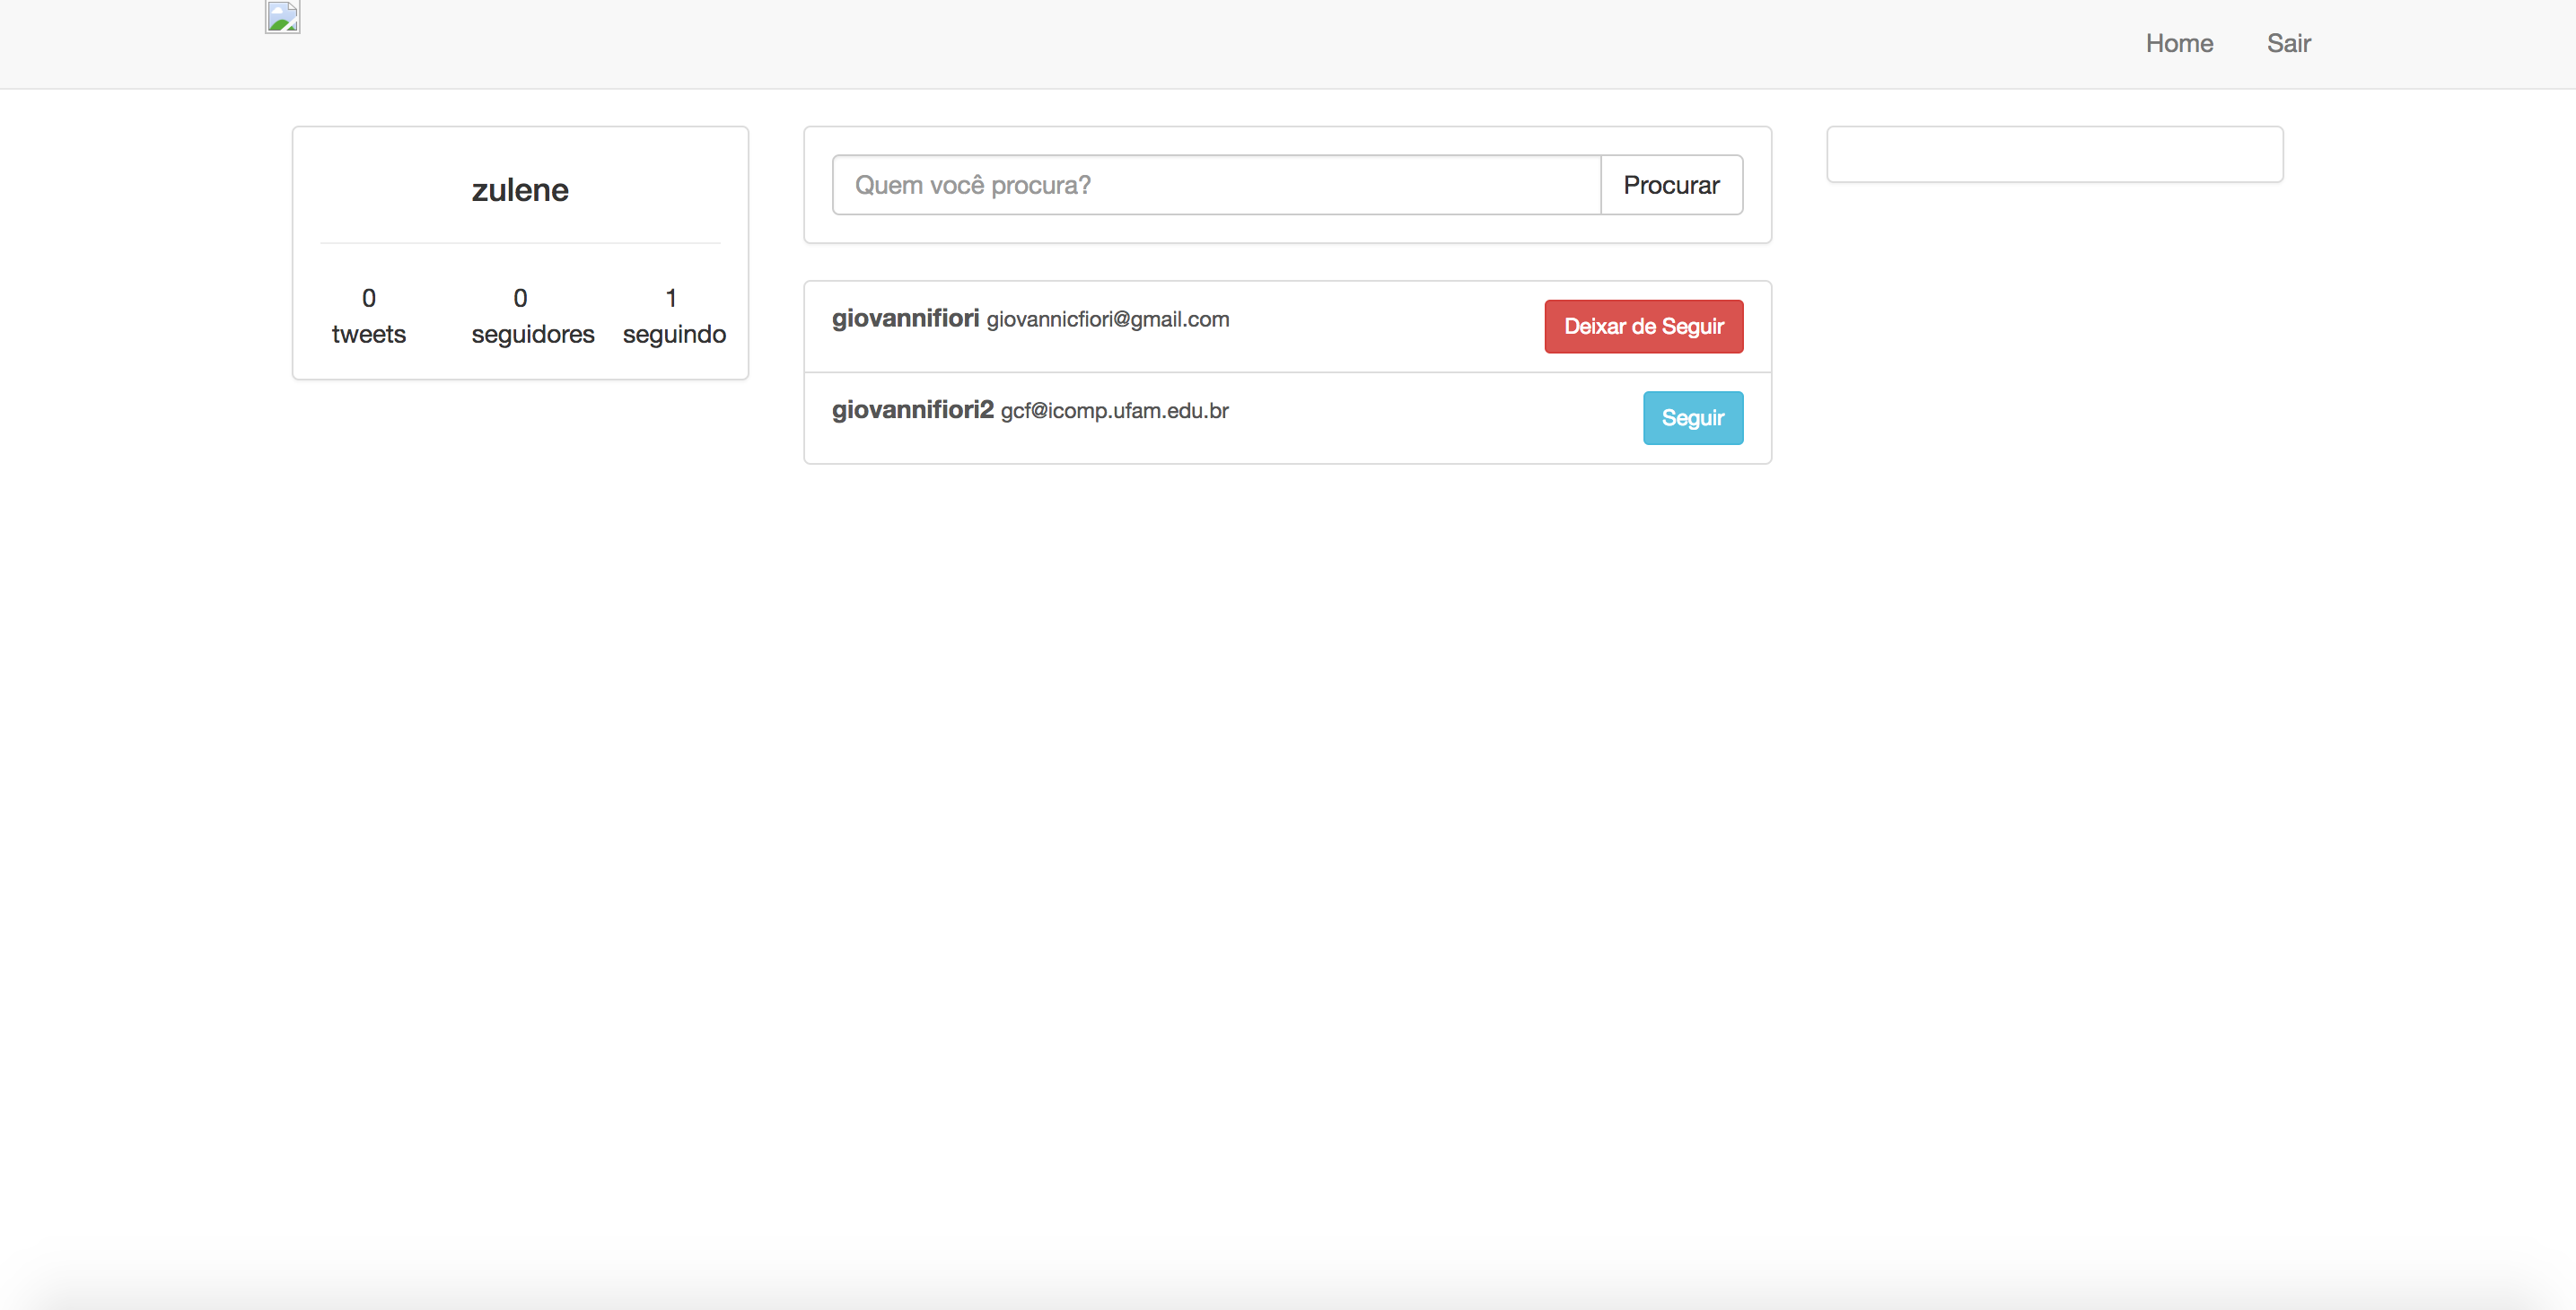 Home Sair
zulene
0 0 1
tweets seguidores seguindo
Quem você procura? Procurar
giovannifiori giovannicfiori@gmail.com Deixar de Seguir
giovannifiori2 gcf@icomp.ufam.edu.br Seguir